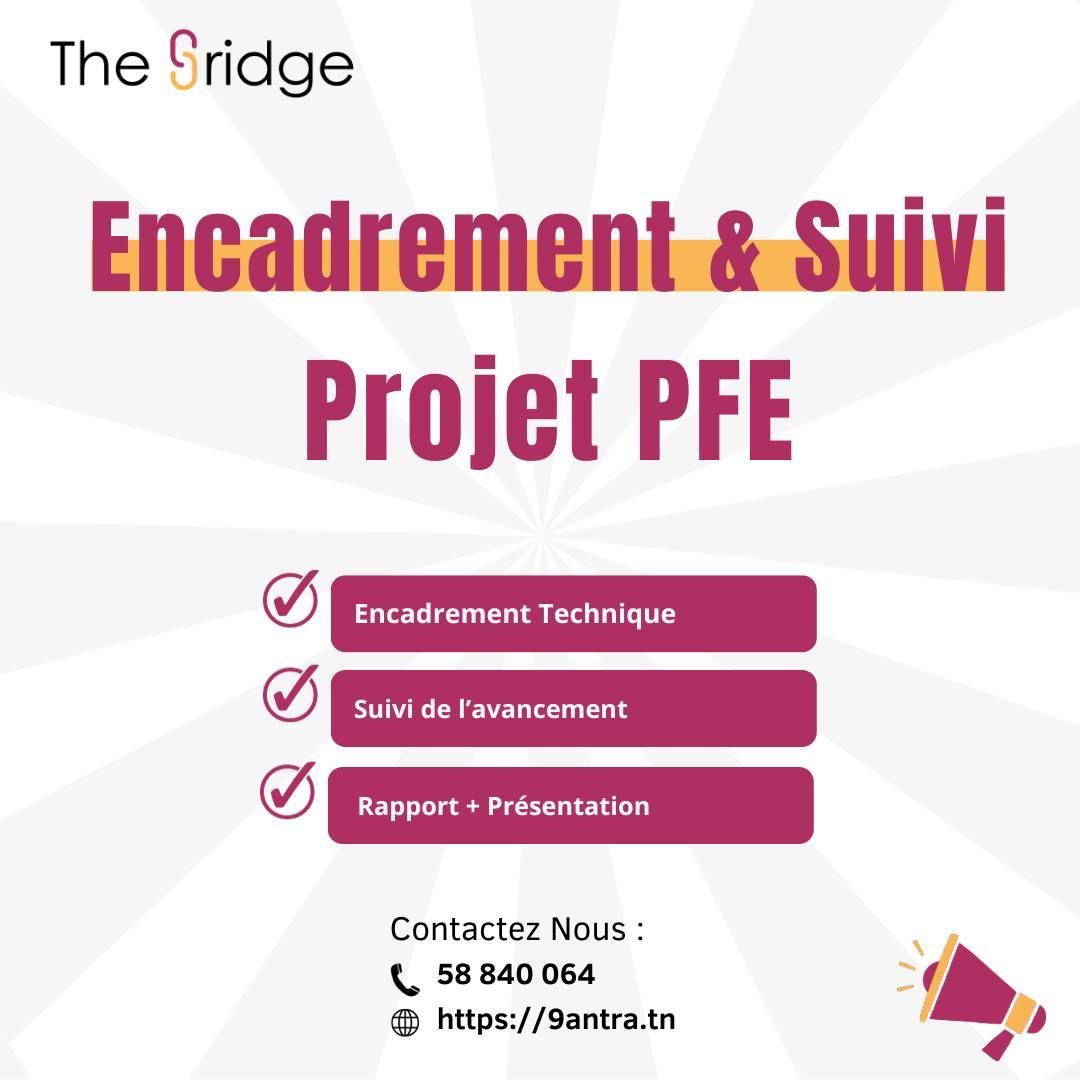 The Bridge
Encadrement & Suivi
Projet PFE
Encadrement Technique
Suivi de l’avancement
Rapport + Présentation
Contactez Nous :
58 840 064
https://9antra.tn